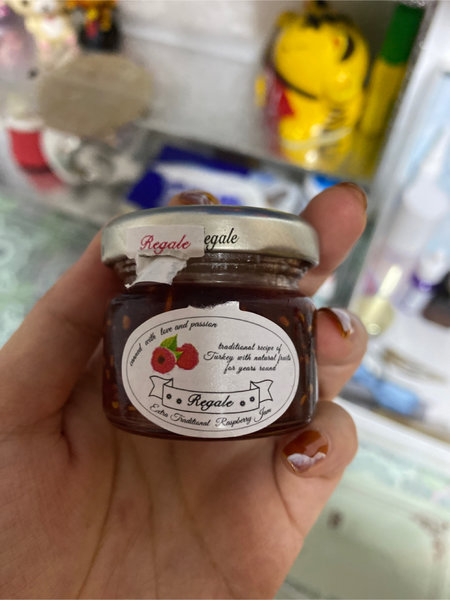 Regale
egale
canned with love and passion
traditional recipe of
Turkey with natural fruits
for years round
Regale
Extra Traditional Raspberry Jam